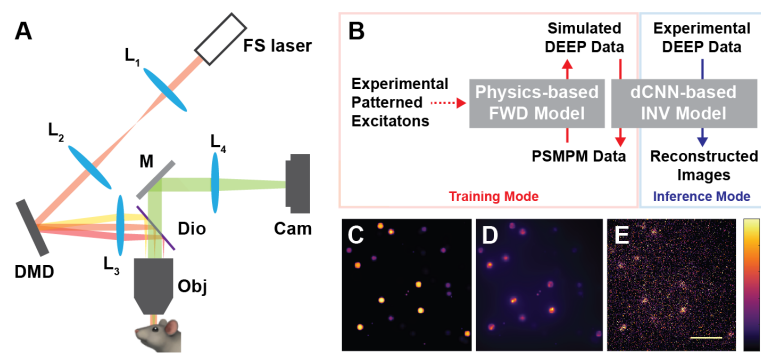 A
FS laser
L1
L2
M
L4
Dio
Cam
DMD
L3
Obj
B
Simulated
DEEP Data
Experimental
DEEP Data
Experimental
Patterned
Excitatons
Physics-based
FWD Model
dCNN-based
INV Model
PSMPM Data
Reconstructed
Images
Training Mode
Inference Mode
C
D
E